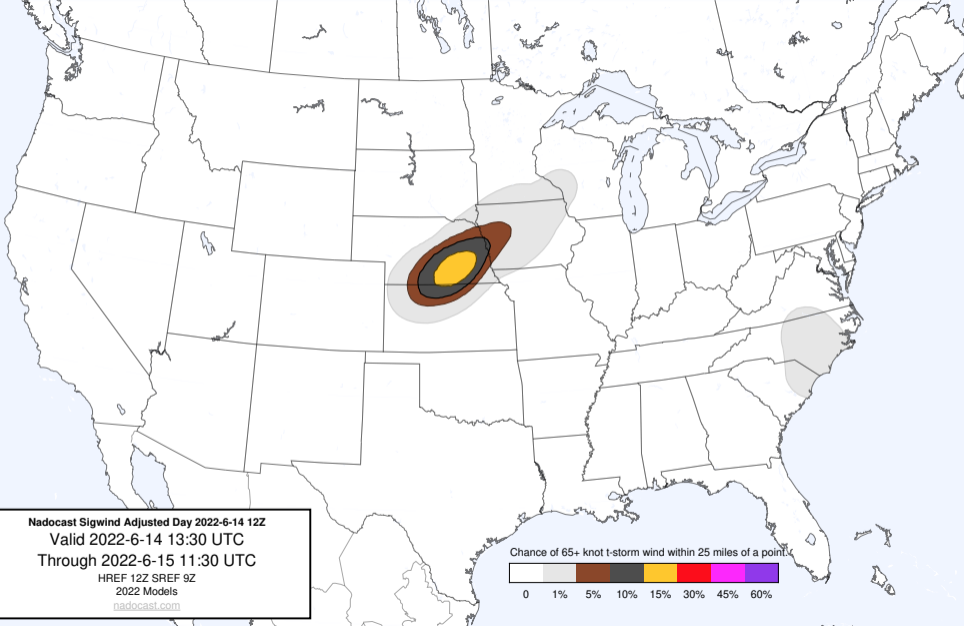 Nadocast Sigwind Adjusted Day 2022-6-14 12Z
Valid 2022-6-14 13:30 UTC
Through 2022-6-15 11:30 UTC
HREF 12Z SREF 9Z
2022 Models
nadocast.com
Chance of 65+ knot t-storm wind within 25 miles of a point.
0 1% 5% 10% 15% 30% 45% 60%